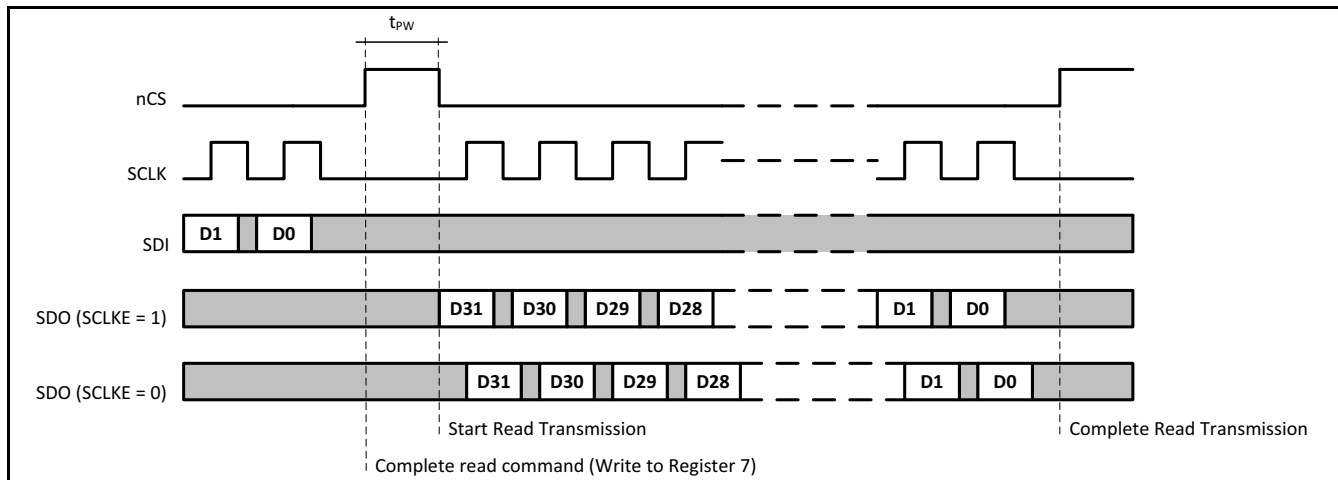 tPW
nCS
SCLK
SDI D1 D0
SDO (SCLKE = 1) D31 D30 D29 D28 D1 D0
SDO (SCLKE = 0) D31 D30 D29 D28 D1 D0
Start Read Transmission Complete Read Transmission
Complete read command (Write to Register 7)